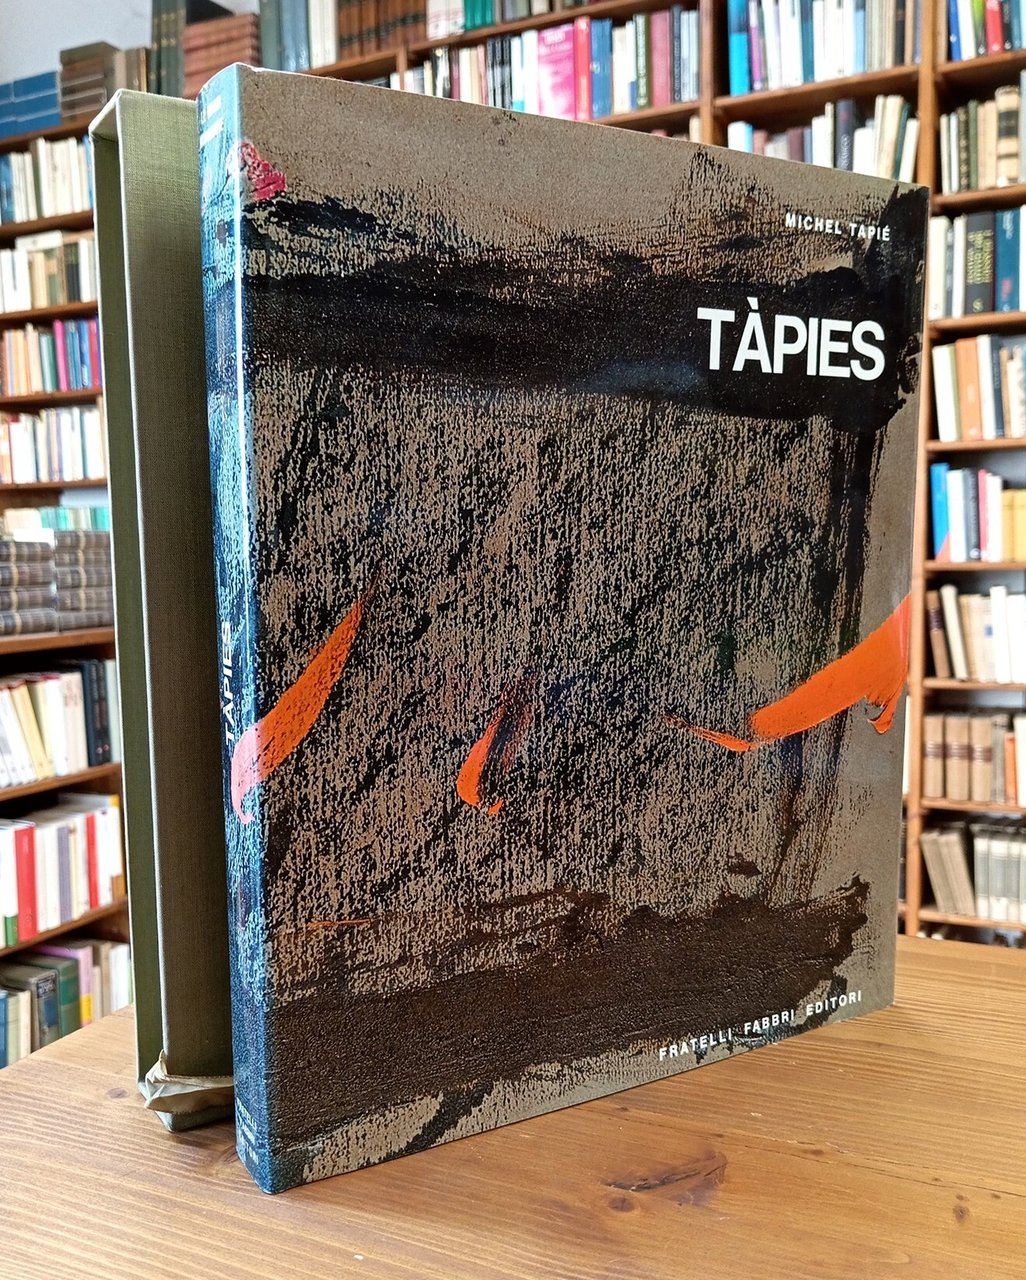 MICHEL TAPIÉ
TÀPIES
FRATELLI FABBRI EDITORI
TÀPIES